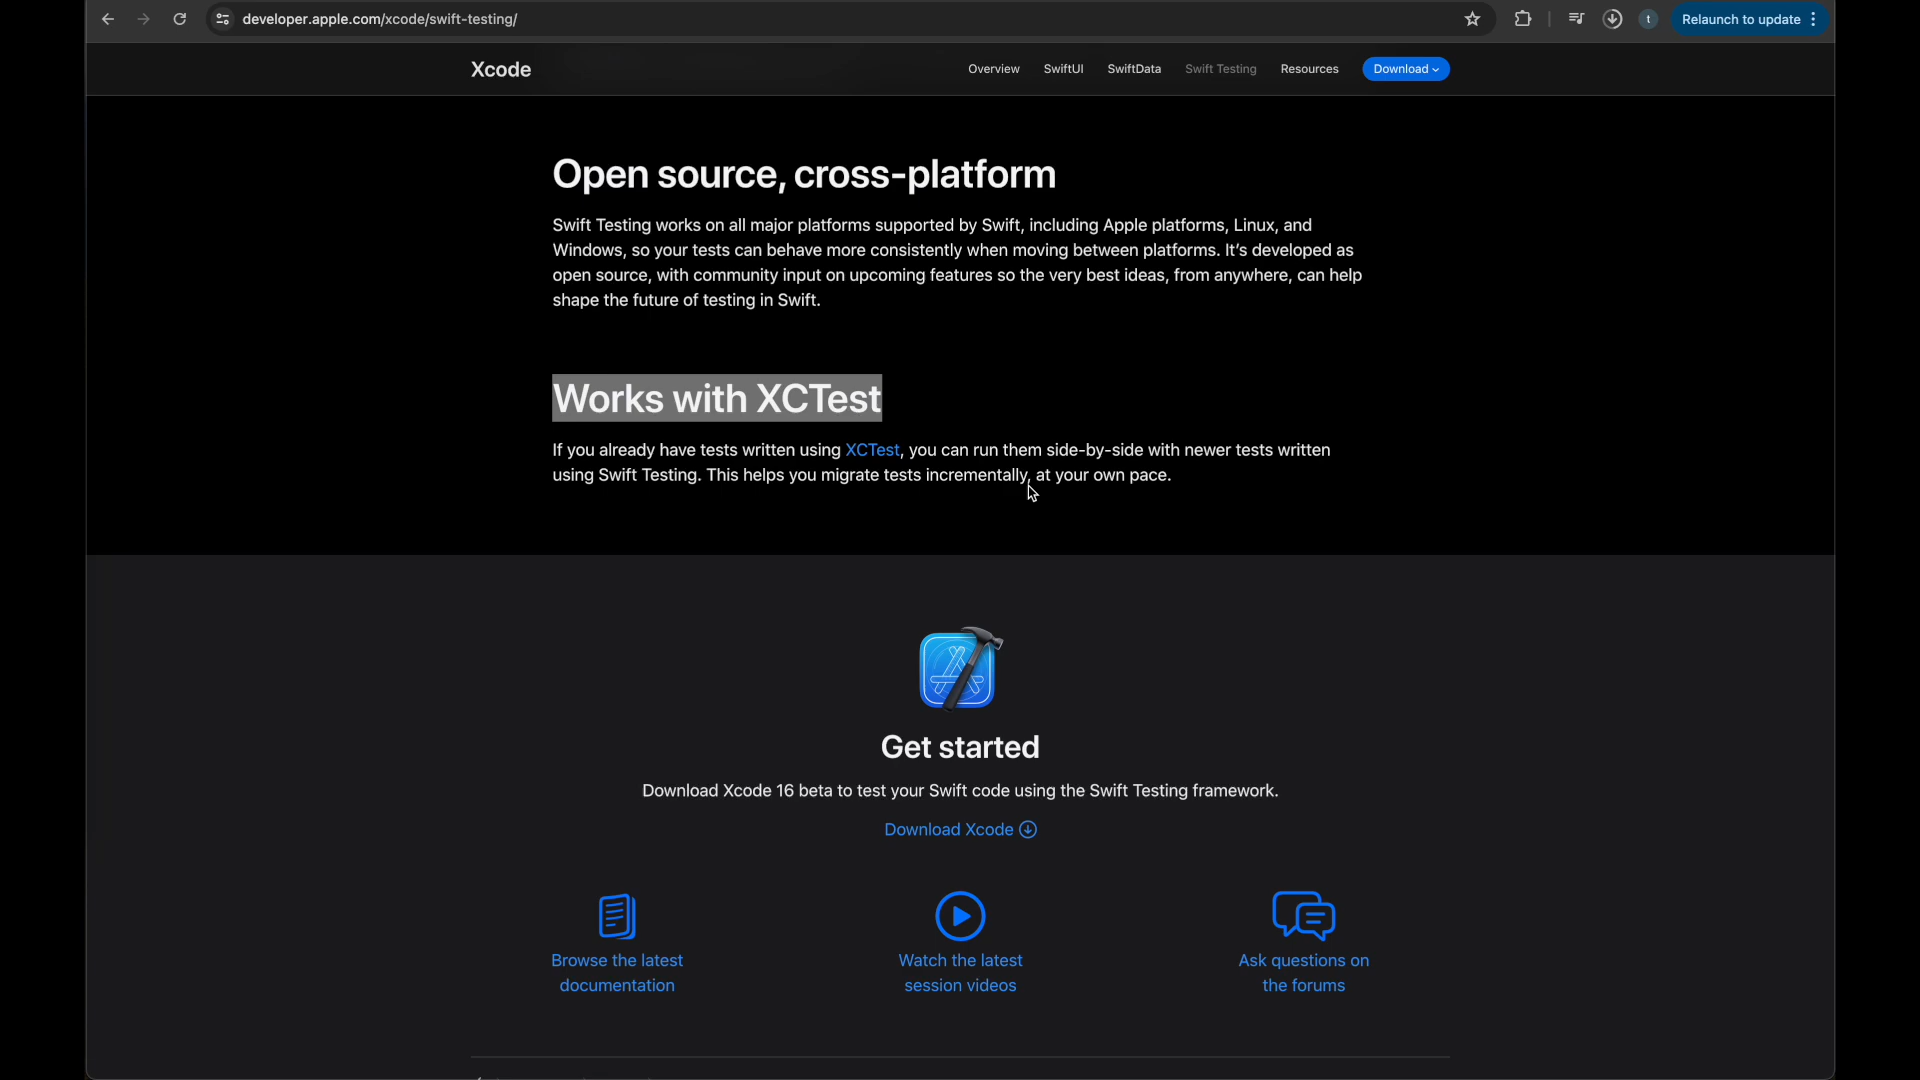 developer.apple.com/xcode/swift-testing/
t
Relaunch to update
Xcode
Overview
SwiftUI
SwiftData
Swift Testing
Resources
Download
Open source, cross-platform
Swift Testing works on all major platforms supported by Swift, including Apple platforms, Linux, and
Windows, so your tests can behave more consistently when moving between platforms. It’s developed as
open source, with community input on upcoming features so the very best ideas, from anywhere, can help
shape the future of testing in Swift.
Works with XCTest
If you already have tests written using XCTest, you can run them side-by-side with newer tests written
using Swift Testing. This helps you migrate tests incrementally, at your own pace.
Get started
Download Xcode 16 beta to test your Swift code using the Swift Testing framework.
Download Xcode
Browse the latest
documentation
Watch the latest
session videos
Ask questions on
the forums